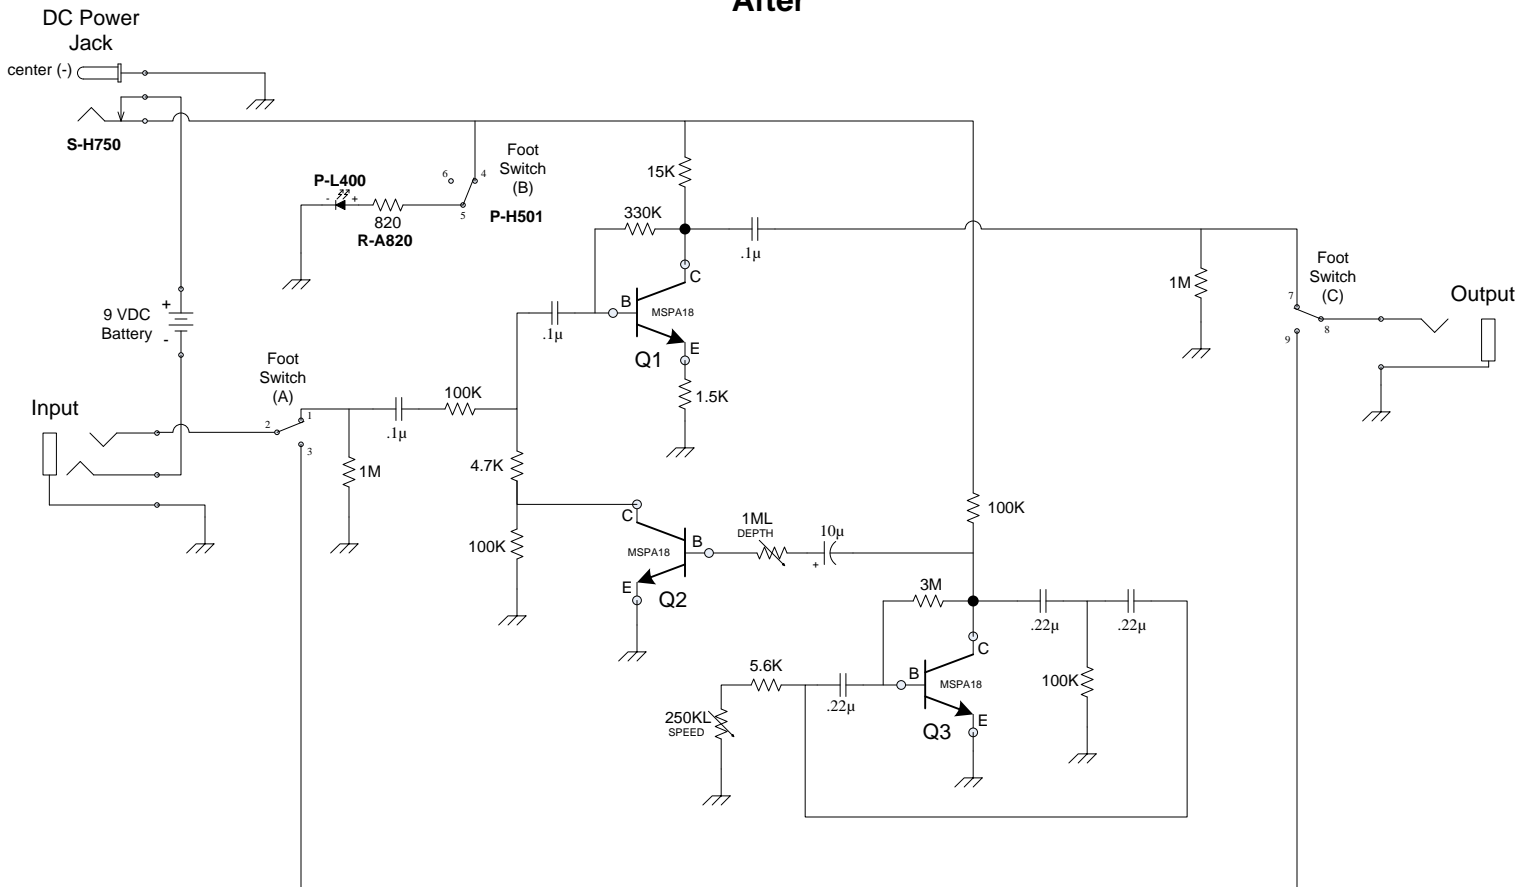 After
DC Power
Jack
center (-)
S-H750
P-L400
-
+
820
R-A820
6
4
5
Foot
Switch
(B)
P-H501
15K
330K
.1µ
C
B
MSPA18
E
Q1
1.5K
.1µ
1M
Foot
Switch
(C)
7
8
9
Output
+
9 VDC
Battery
-
Foot
Switch
(A)
Input
2
1
3
.1µ
100K
1M
4.7K
100K
C
B
MSPA18
E
Q2
1ML
DEPTH
10µ
+
100K
3M
.22µ
.22µ
C
B
MSPA18
E
Q3
100K
5.6K
.22µ
250KL
SPEED